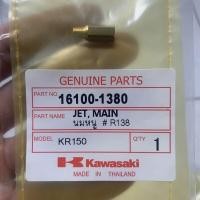 GENUINE PARTS
PART NO. 16100-1380
PART NAME JET, MAIN
นมหนู # R138
MODEL KR150 Q'TY 1
Kawasaki
MADE IN THAILAND